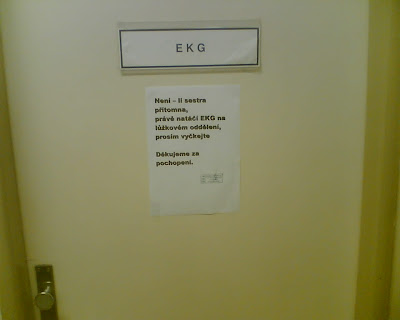 EKG
Není - li sestra
přítomna,
právě natáčí EKG na
lůžkovém oddělení,
prosím vyčkejte
Děkujeme za
pochopení.